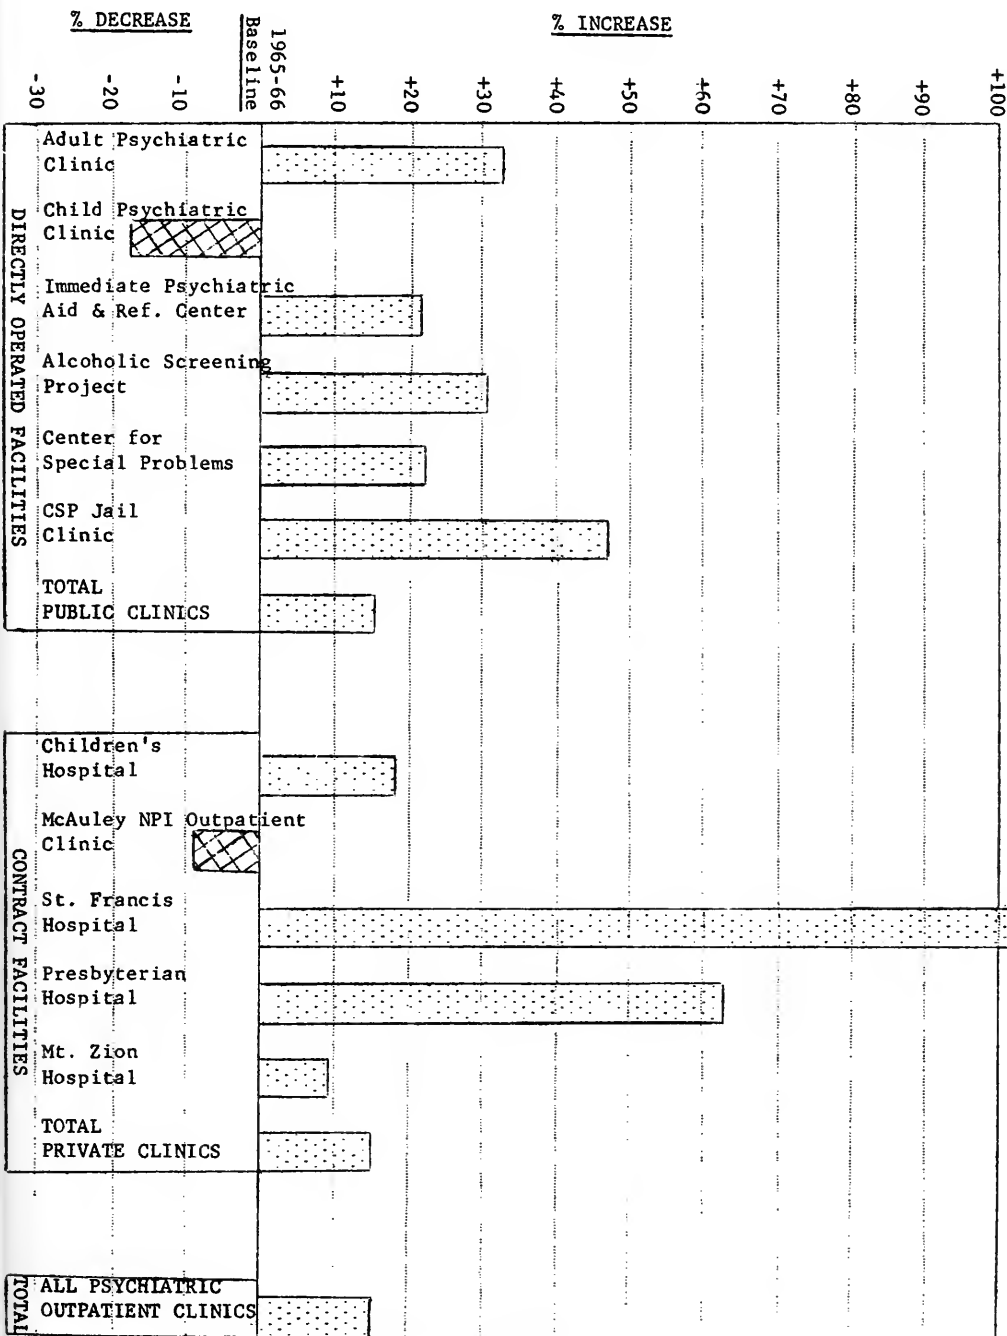 % DECREASE
% INCREASE
-30
-20
-10
1965-66
Baseline
+10
+20
+30
+40
+50
+60
+70
+80
+90
+100
DIRECTLY OPERATED FACILITIES
Adult Psychiatric
Clinic
Child Psychiatric
Clinic
Immediate Psychiatric
Aid & Ref. Center
Alcoholic Screening
Project
Center for
Special Problems
CSP Jail
Clinic
TOTAL
PUBLIC CLINICS
CONTRACT FACILITIES
Children's
Hospital
McAuley NPI Outpatient
Clinic
St. Francis
Hospital
Presbyterian
Hospital
Mt. Zion
Hospital
TOTAL
PRIVATE CLINICS
TOTAL
ALL PSYCHIATRIC
OUTPATIENT CLINICS